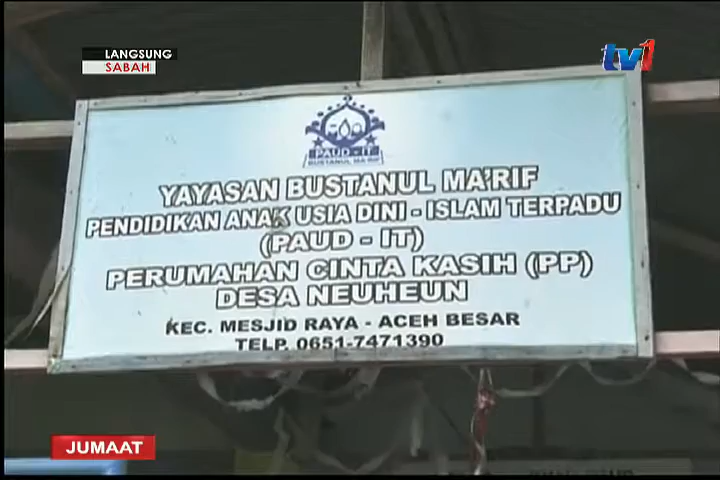 LANGSUNG
SABAH
tv1
PAUD - IT
BUSTANUL MA'RIF
YAYASAN BUSTANUL MA'RIF
PENDIDIKAN ANAK USIA DINI - ISLAM TERPADU
(PAUD - IT)
PERUMAHAN CINTA KASIH (PP)
DESA NEUHEUN
KEC. MESJID RAYA - ACEH BESAR
TELP. 0651-7471390
JUMAAT